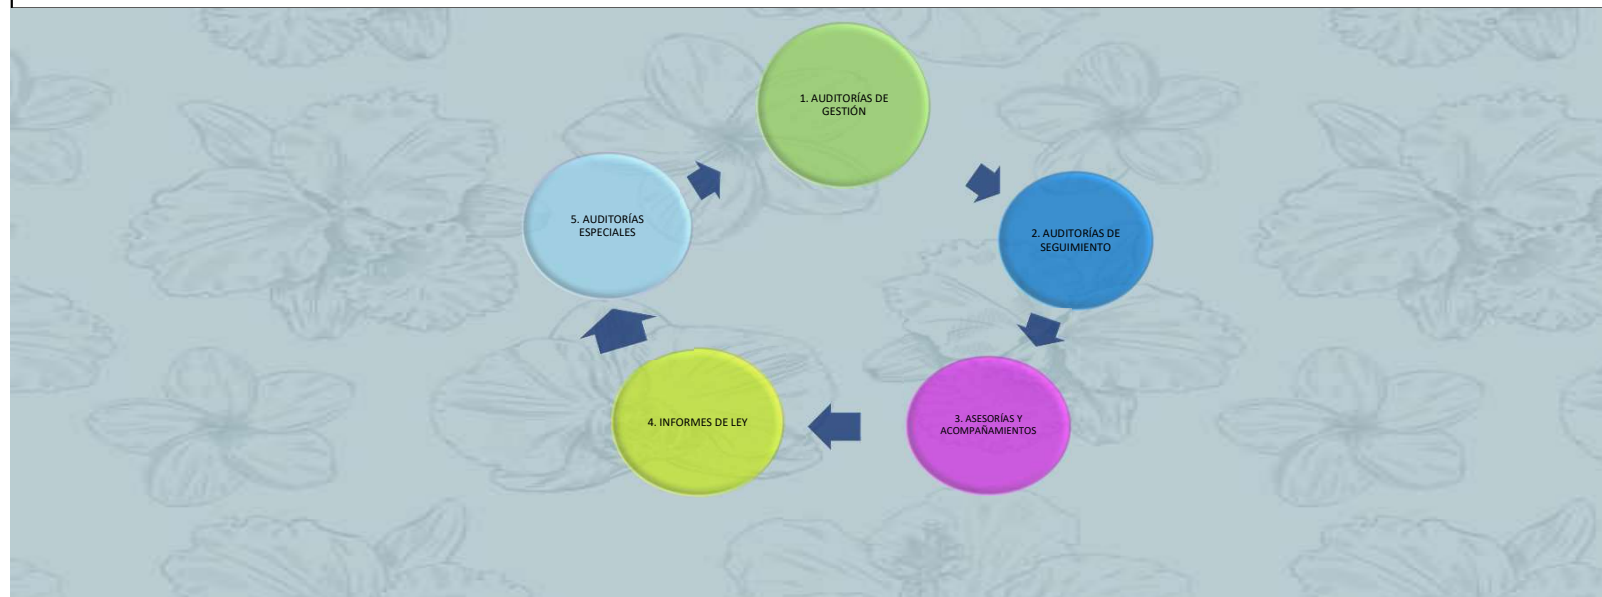 1. AUDITORÍAS DE
GESTIÓN
2. AUDITORÍAS DE
SEGUIMIENTO
3. ASESORÍAS Y
ACOMPAÑAMIENTOS
4. INFORMES DE LEY
5. AUDITORÍAS
ESPECIALES